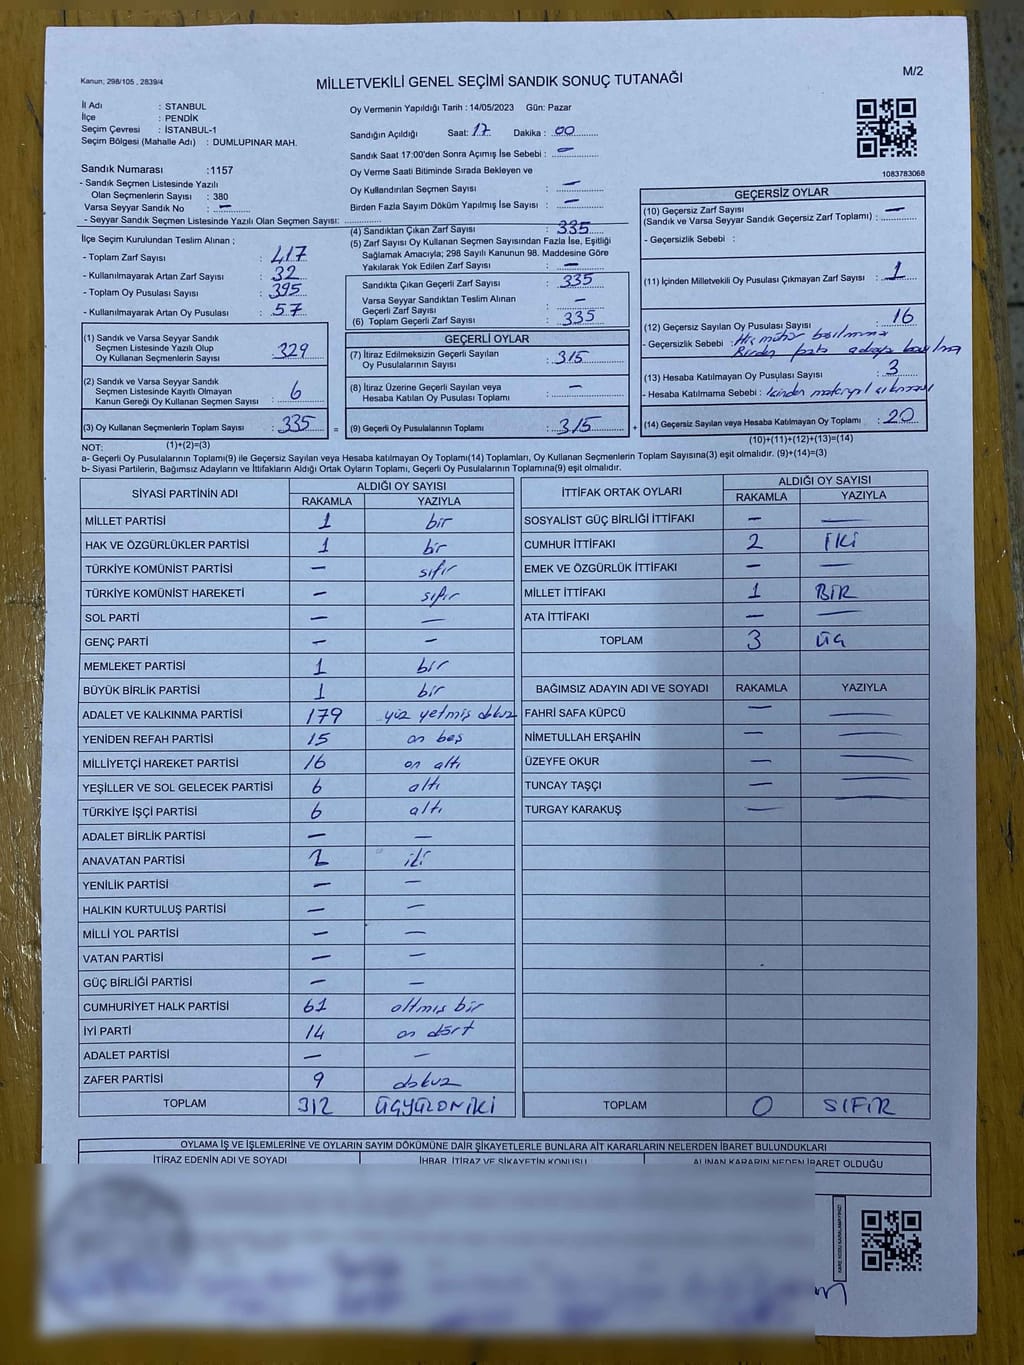 Kanun; 298/105 , 2839/4
MİLLETVEKİLİ GENEL SEÇİMİ SANDIK SONUÇ TUTANAĞI
M/2
İl Adı : STANBUL
İlçe : PENDİK
Seçim Çevresi : İSTANBUL-1
Seçim Bölgesi (Mahalle Adı) : DUMLUPINAR MAH.
Sandık Numarası :1157
- Sandık Seçmen Listesinde Yazılı
Olan Seçmenlerin Sayısı : 380
Varsa Seyyar Sandık No : –
- Seyyar Sandık Seçmen Listesinde Yazılı Olan Seçmen Sayısı: ..............
İlçe Seçim Kurulundan Teslim Alınan ;
- Toplam Zarf Sayısı : 417
- Kullanılmayarak Artan Zarf Sayısı : 32
- Toplam Oy Pusulası Sayısı : 395
- Kullanılmayarak Artan Oy Pusulası : 57
(1) Sandık ve Varsa Seyyar Sandık
Seçmen Listesinde Yazılı Olup
Oy Kullanan Seçmenlerin Sayısı : 329
(2) Sandık ve Varsa Seyyar Sandık
Seçmen Listesinde Kayıtlı Olmayan
Kanun Gereği Oy Kullanan Seçmen Sayısı : 6
(3) Oy Kullanan Seçmenlerin Toplam Sayısı : 335 =
(1)+(2)=(3)
Oy Vermenin Yapıldığı Tarih : 14/05/2023 Gün: Pazar
Sandığın Açıldığı Saat: 17 Dakika : 00
Sandık Saat 17:00'den Sonra Açımış İse Sebebi : –
Oy Verme Saati Bitiminde Sırada Bekleyen ve
Oy Kullandırılan Seçmen Sayısı : –
Birden Fazla Sayım Döküm Yapılmış İse Sayısı : –
(4) Sandıktan Çıkan Zarf Sayısı : 335
(5) Zarf Sayısı Oy Kullanan Seçmen Sayısından Fazla İse, Eşitliği
Sağlamak Amacıyla; 298 Sayılı Kanunun 98. Maddesine Göre
Yakılarak Yok Edilen Zarf Sayısı : –
Sandıkta Çıkan Geçerli Zarf Sayısı : 335
Varsa Seyyar Sandıktan Teslim Alınan
Geçerli Zarf Sayısı : –
(6) Toplam Geçerli Zarf Sayısı : 335
GEÇERLİ OYLAR
(7) İtiraz Edilmeksizin Geçerli Sayılan
Oy Pusulasının Sayısı : 315
(8) İtiraz Üzerine Geçerli Sayılan veya
Hesaba Katılan Oy Pusulası Toplamı : –
(9) Geçerli Oy Pusulalarının Toplamı : 315 +
1083783068
GEÇERSİZ OYLAR
(10) Geçersiz Zarf Sayısı
(Sandık ve Varsa Seyyar Sandık Geçersiz Zarf Toplamı) : –
- Geçersizlik Sebebi :
(11) İçinden Milletvekili Oy Pusulası Çıkmayan Zarf Sayısı : 1
(12) Geçersiz Sayılan Oy Pusulası Sayısı : 16
- Geçersizlik Sebebi : Hiç mühür basılmama
Birden fazla adaya basılma
(13) Hesaba Katılmayan Oy Pusulası Sayısı : 3
- Hesaba Katılmama Sebebi : içinden
(14) Geçersiz Sayılan veya Hesaba Katılmayan Oy Toplamı : 20
(10)+(11)+(12)+(13)=(14)
NOT:
a- Geçerli Oy Pusulalarının Toplamı(9) ile Geçersiz Sayılan veya Hesaba Katılmayan Oy Toplamı(14) Toplamları, Oy Kullanan Seçmenlerin Toplam Sayısına(3) eşit olmalıdır. (9)+(14)=(3)
b- Siyasi Partilerin, Bağımsız Adayların ve İttifakların Aldığı Ortak Oyların Toplamı, Geçerli Oy Pusulalarının Toplamına(9) eşit olmalıdır.
SİYASİ PARTİNİN ADI ALDIĞI OY SAYISI
RAKAMLA YAZIYLA
MİLLET PARTİSİ 1 bir
HAK VE ÖZGÜRLÜKLER PARTİSİ 1 bir
TÜRKİYE KOMÜNİST PARTİSİ – sıfır
TÜRKİYE KOMÜNİST HAREKETİ – sıfır
SOL PARTİ – –
GENÇ PARTİ – –
MEMLEKET PARTİSİ 1 bir
BÜYÜK BİRLİK PARTİSİ 1 bir
ADALET VE KALKINMA PARTİSİ 179 yüz yetmiş dokuz
YENİDEN REFAH PARTİSİ 15 on beş
MİLLİYETÇİ HAREKET PARTİSİ 16 on altı
YEŞİLLER VE SOL GELECEK PARTİSİ 6 altı
TÜRKİYE İŞÇİ PARTİSİ 6 altı
ADALET BİRLİK PARTİSİ – –
ANAVATAN PARTİSİ 2 iki
YENİLİK PARTİSİ – –
HALKIN KURTULUŞ PARTİSİ – –
MİLLİ YOL PARTİSİ – –
VATAN PARTİSİ – –
GÜÇ BİRLİĞİ PARTİSİ – –
CUMHURİYET HALK PARTİSİ 61 altmış bir
İYİ PARTİ 14 on dört
ADALET PARTİSİ – –
ZAFER PARTİSİ 9 dokuz
TOPLAM 312 ÜÇYÜZONİKİ
İTTİFAK ORTAK OYLARI ALDIĞI OY SAYISI
RAKAMLA YAZIYLA
SOSYALİST GÜÇ BİRLİĞİ İTTİFAKI – –
CUMHUR İTTİFAKI 2 İKİ
EMEK VE ÖZGÜRLÜK İTTİFAKI – –
MİLLET İTTİFAKI 1 BİR
ATA İTTİFAKI – –
TOPLAM 3 ÜÇ
BAĞIMSIZ ADAYIN ADI VE SOYADI RAKAMLA YAZIYLA
FAHRİ SAFA KÜPCÜ – –
NİMETULLAH ERŞAHİN – –
ÜZEYFE OKUR – –
TUNCAY TAŞÇI – –
TURGAY KARAKUŞ – –
TOPLAM 0 SIFIR
OYLAMA İŞ VE İŞLEMLERİNE VE OYLARIN SAYIM DÖKÜMÜNE DAİR ŞİKAYETLERLE BUNLARA AİT KARARLARIN NELERDEN İBARET BULUNDUKLARI
İTİRAZ EDENİN ADI VE SOYADI İHBAR, İTİRAZ VE ŞİKAYETİN KONUSU ALINAN KARARIN NEDEN İBARET OLDUĞU